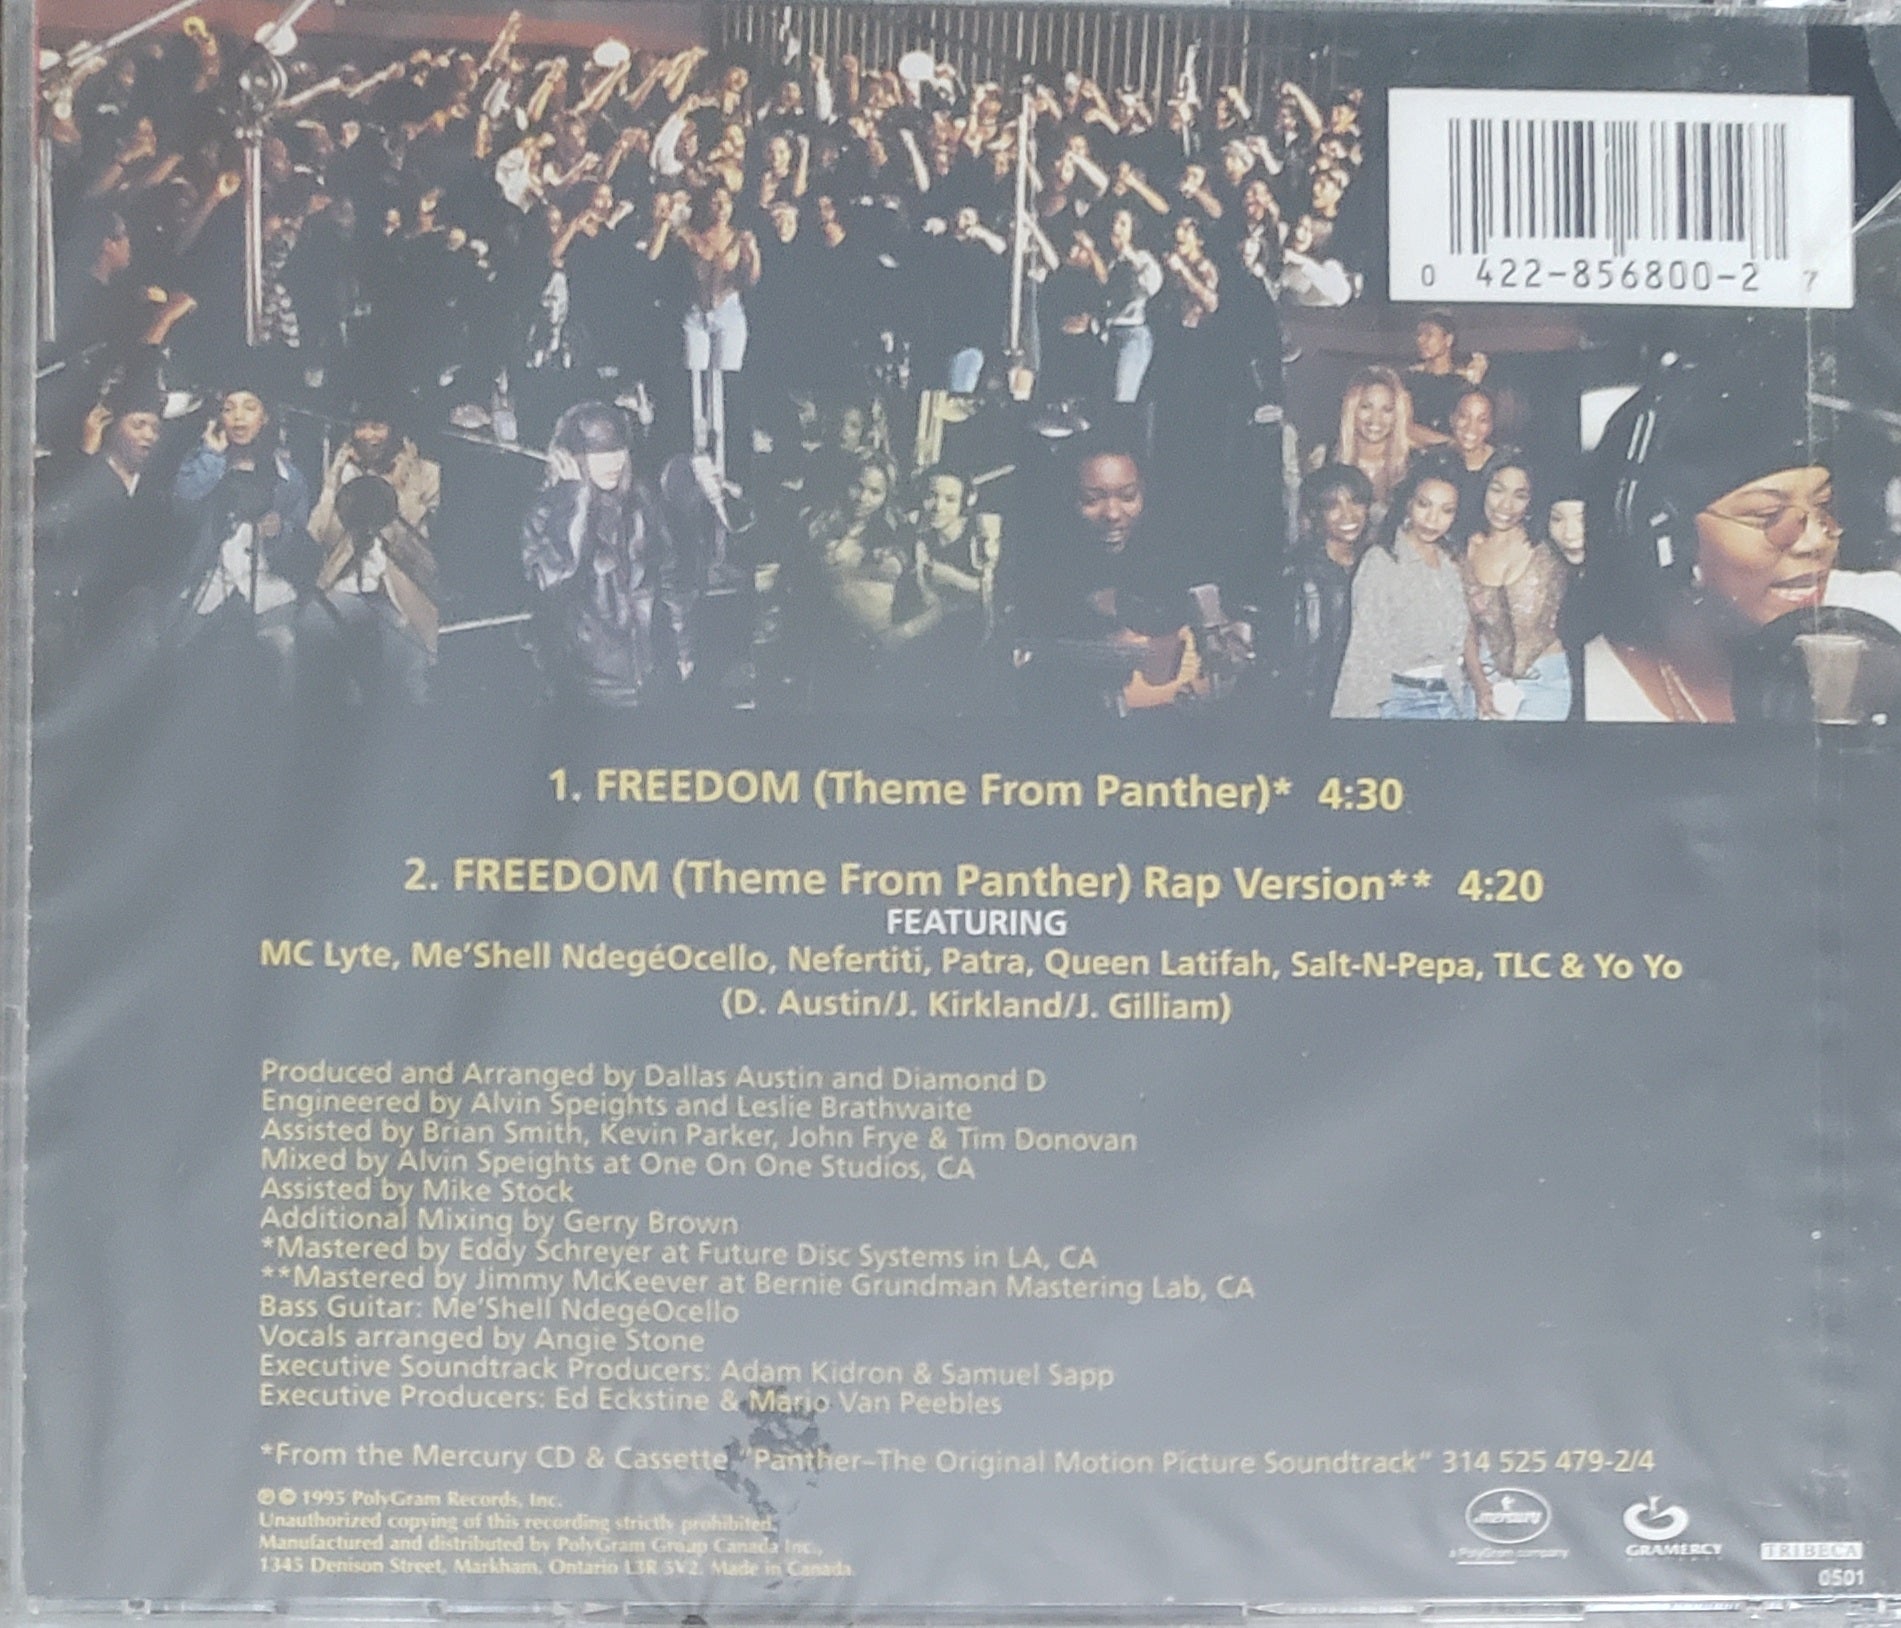 0 422-856800-2 7
1. FREEDOM (Theme From Panther)* 4:30
2. FREEDOM (Theme From Panther) Rap Version** 4:20
FEATURING
MC Lyte, Me'Shell NdegéOcello, Nefertiti, Patra, Queen Latifah, Salt-N-Pepa, TLC & Yo Yo
(D. Austin/J. Kirkland/J. Gilliam)
Produced and Arranged by Dallas Austin and Diamond D
Engineered by Alvin Speights and Leslie Brathwaite
Assisted by Brian Smith, Kevin Parker, John Frye & Tim Donovan
Mixed by Alvin Speights at One On One Studios, CA
Assisted by Mike Stock
Additional Mixing by Gerry Brown
*Mastered by Eddy Schreyer at Future Disc Systems in LA, CA
**Mastered by Jimmy McKeever at Bernie Grundman Mastering Lab, CA
Bass Guitar: Me'Shell NdegéOcello
Vocals arranged by Angie Stone
Executive Soundtrack Producers: Adam Kidron & Samuel Sapp
Executive Producers: Ed Eckstine & Mario Van Peebles
*From the Mercury CD & Cassette "Panther–The Original Motion Picture Soundtrack" 314 525 479-2/4
℗ © 1995 PolyGram Records, Inc.
Unauthorized copying of this recording strictly prohibited.
Manufactured and distributed by PolyGram Group Canada Inc.,
1345 Denison Street, Markham, Ontario L3R 5V2. Made in Canada.
mercury
a PolyGram company
GRAMERCY
TRIBECA
0501